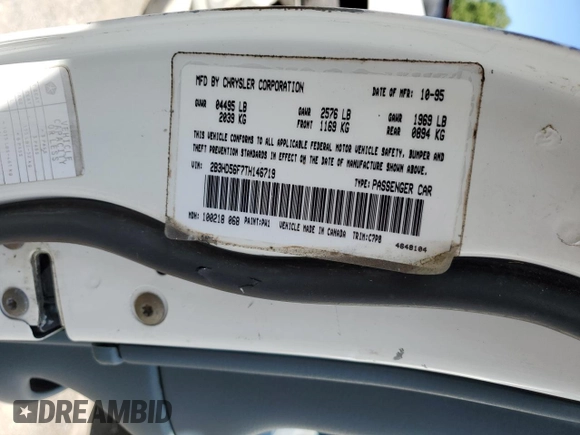 MFD BY CHRYSLER CORPORATION DATE OF MFR: 10-95
GVWR 04495 LB GAWR 2576 LB GAWR 1969 LB
2039 KG FRONT 1169 KG REAR 0894 KG
THIS VEHICLE CONFORMS TO ALL APPLICABLE FEDERAL MOTOR VEHICLE SAFETY, BUMPER AND
THEFT PREVENTION STANDARDS IN EFFECT ON THE DATE OF MANUFACTURE SHOWN ABOVE.
VIN: 2B3HD56F7TH146719 TYPE: PASSENGER CAR
MDH: 100218 068 PAINT: PW1 VEHICLE MADE IN CANADA TRIM: C7P8
4648104
DREAMBID